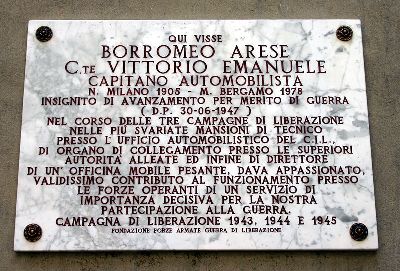 QUI VISSE
BORROMEO ARESE
C.TE VITTORIO EMANUELE
CAPITANO AUTOMOBILISTA
N. MILANO 1905 - M. BERGAMO 1978
INSIGNITO DI AVANZAMENTO PER MERITO DI GUERRA
( D.P. 30-06-1947 )
NEL CORSO DELLE TRE CAMPAGNE DI LIBERAZIONE
NELLE PIÙ SVARIATE MANSIONI DI TECNICO
PRESSO L'UFFICIO AUTOMOBILISTICO DEL C.I.L.,
DI ORGANO DI COLLEGAMENTO PRESSO LE SUPERIORI
AUTORITÀ ALLEATE ED INFINE DI DIRETTORE
DI UN'OFFICINA MOBILE PESANTE, DAVA APPASSIONATO,
VALIDISSIMO CONTRIBUTO AL FUNZIONAMENTO PRESSO
LE FORZE OPERANTI DI UN SERVIZIO DI
IMPORTANZA DECISIVA PER LA NOSTRA
PARTECIPAZIONE ALLA GUERRA.
CAMPAGNA DI LIBERAZIONE 1943, 1944 E 1945
FONDAZIONE FORZE ARMATE GUERRA DI LIBERAZIONE